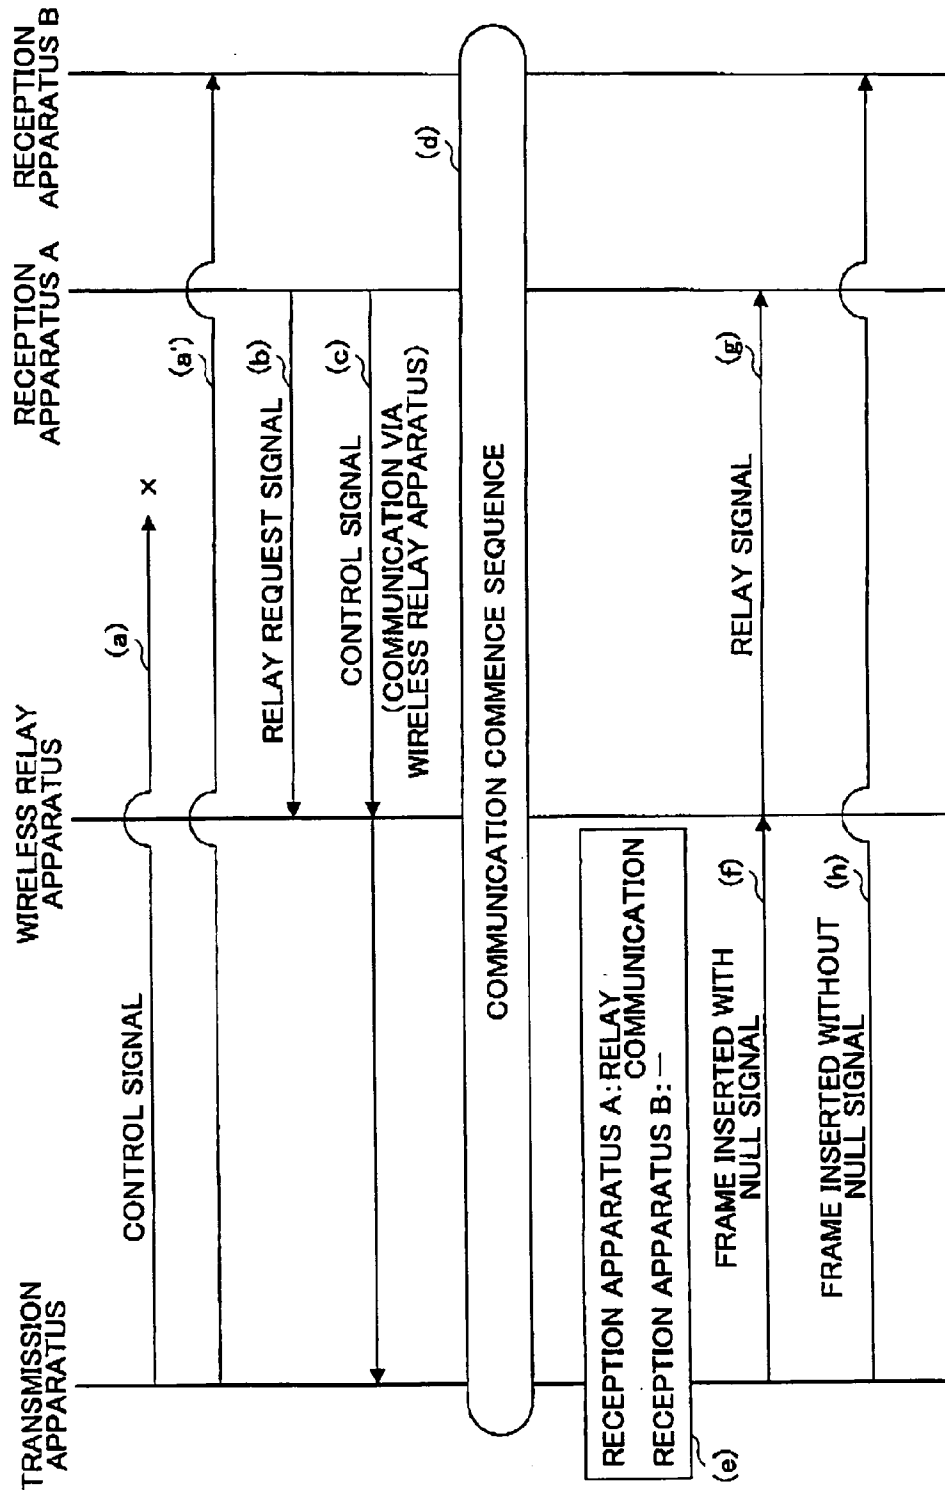 TRANSMISSION
APPARATUS
WIRELESS RELAY
APPARATUS
RECEPTION
APPARATUS A
RECEPTION
APPARATUS B
CONTROL SIGNAL
(a)
X
(a')
RELAY REQUEST SIGNAL
(b)
CONTROL SIGNAL
(c)
(COMMUNICATION VIA
WIRELESS RELAY APPARATUS)
(d)
COMMUNICATION COMMENCE SEQUENCE
RECEPTION APPARATUS A: RELAY
COMMUNICATION
RECEPTION APPARATUS B: —
(e)
FRAME INSERTED WITH
NULL SIGNAL
(f)
RELAY SIGNAL
(g)
FRAME INSERTED WITHOUT
NULL SIGNAL
(h)